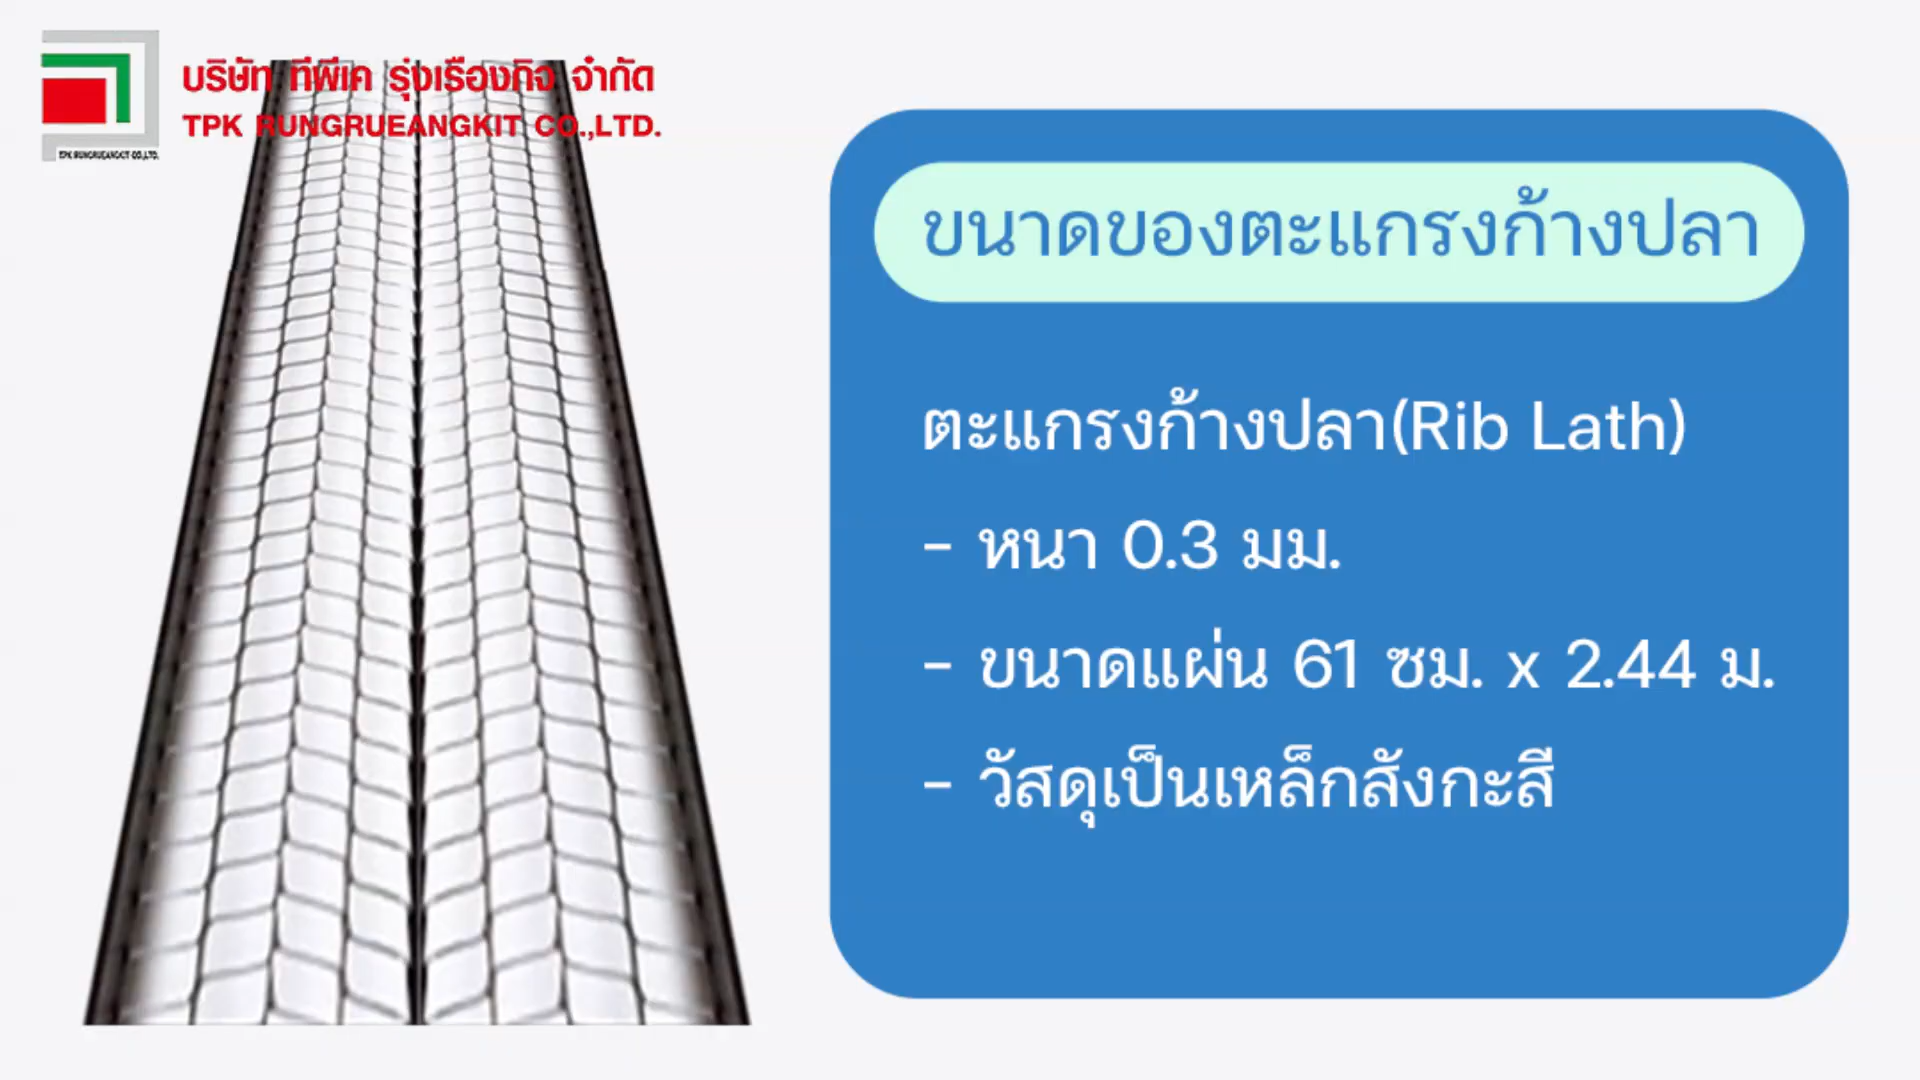 บริษัท ทีพีเค รุ่งเรืองกิจ จำกัด
TPK RUNGRUEANGKIT CO.,LTD.
TPK RUNGRUEANGKIT CO.,LTD.
ขนาดของตะแกรงก้างปลา
ตะแกรงก้างปลา(Rib Lath)
- หนา 0.3 มม.
- ขนาดแผ่น 61 ซม. x 2.44 ม.
- วัสดุเป็นเหล็กสังกะสี